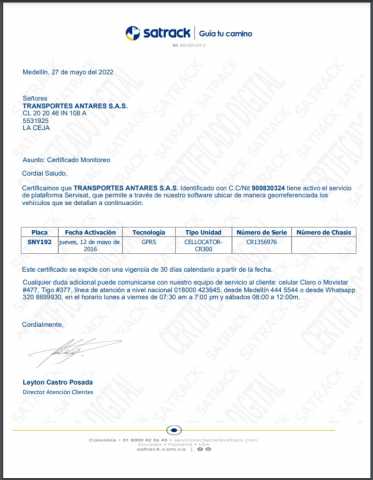 satrack Guía tu camino
Medellín, 27 de mayo del 2022
Señores
TRANSPORTES ANTARES S.A.S.
CL 20 20 46 IN 108 A
5531925
LA CEJA
Asunto: Certificado Monitoreo
Cordial Saludo,
Certificamos que TRANSPORTES ANTARES S.A.S. Identificado con C.C/Nit 900830324 tiene activo el servicio
de plataforma Servisat, que permite a través de nuestro software ubicar de manera georreferenciada los
vehículos que se detallan a continuación:
Placa Fecha Activación Tecnología Tipo Unidad Número de Serie Número de Chasis
SNY192 jueves, 12 de mayo de 2016 GPRS CELLOCATOR-CR300 CR1356976
Este certificado se expide con una vigencia de 30 días calendario a partir de la fecha.
Cualquier duda adicional puede comunicarse con nuestro equipo de servicio al cliente: celular Claro o Movistar
#477, Tigo #377, línea de atención a nivel nacional 018000 423645, desde Medellín 444 5544 o desde Whatsapp
320 8899930, en el horario lunes a viernes de 07:30 am a 7:00 pm y sábados 08:00 a 12:00m.
Cordialmente,
Leyton Castro Posada
Director Atención Clientes
satrack.com.co
CERTIFICADO DIGITAL
SATRACK